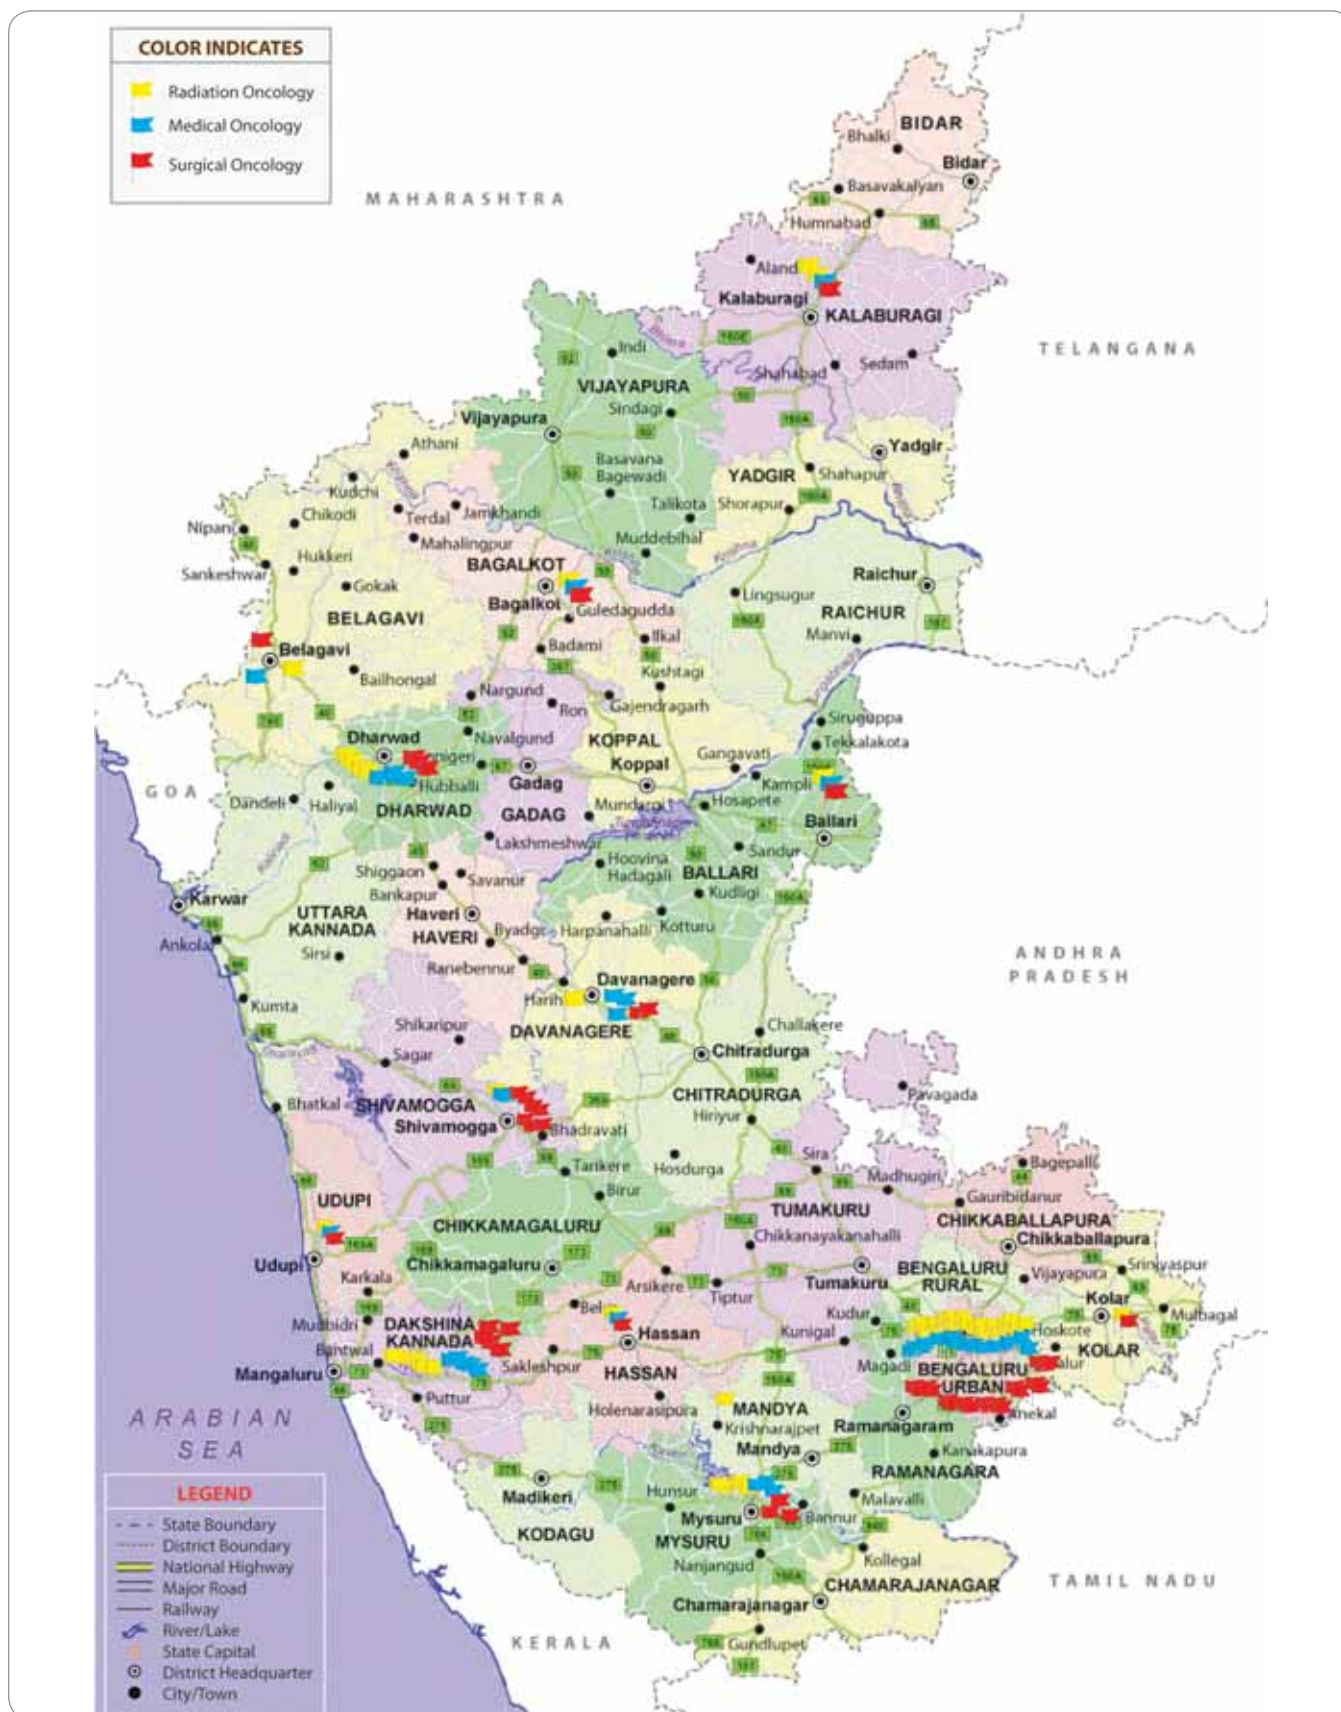 COLOR INDICATES
Radiation Oncology
Medical Oncology
Surgical Oncology
MAHARASHTRA
BIDAR
Bhalki
Bidar
Basavakalyan
Humnabad
65
Aland
Kalaburagi
KALABURAGI
TELANGANA
Indi
Shahabad
Sedam
VIJAYAPURA
Sindagi
50
Vijayapura
Athani
Basavana
Bagewadi
YADGIR
Yadgir
Shahapur
Kudchi
Talikota
Shorapur
Nipani
Chikodi
Terdal
Jamkhandi
Mahalingpur
Muddebihal
Krishna
Hukkeri
Sankeshwar
Gokak
BAGALKOT
Bagalkot
Guledagudda
Raichur
Lingsugur
RAICHUR
BELAGAVI
Manvi
Belagavi
Badami
Ilkal
Bailhongal
Kushtagi
Nargund
Ron
Gajendragarh
Siruguppa
Tekkalakota
Dharwad
Navalgund
KOPPAL
Koppal
Gangavati
GOA
Hubballi
Gadag
Kampli
Dandeli
Haliyal
DHARWAD
GADAG
Hosapete
Ballari
Lakshmeshwar
Sandur
Shiggaon
Savanur
Hoovina
Hadagali
BALLARI
Bankapur
Kudligi
Karwar
UTTARA
KANNADA
Haveri
HAVERI
Byadgi
Harpanahalli
Kotturu
Ankola
Sirsi
Ranebennur
ANDHRA
PRADESH
Kumta
Davanagere
DAVANAGERE
Shikaripur
Challakere
Sagar
Chitradurga
CHITRADURGA
Pavagada
Bhatkal
SHIVAMOGGA
Shivamogga
Bhadravati
Hiriyur
Hosdurga
Sira
Bagepalli
Tarikere
Madhugiri
Birur
Gauribidanur
UDUPI
TUMAKURU
CHIKKAMAGALURU
CHIKKABALLAPURA
Chikkaballapura
Chikkanayakanahalli
169A
Udupi
Chikkamagaluru
173
BENGALURU
RURAL
Srinivaspur
Vijayapura
Karkala
Arsikere
73
Tiptur
Tumakuru
Kolar
Mulbagal
Mudbidri
DAKSHINA
KANNADA
Kudur
Hassan
Kunigal
Hoskote
KOLAR
Bantwal
Sakleshpur
Magadi
BENGALURU
URBAN
Mangaluru
HASSAN
Puttur
Holenarasipura
MANDYA
Krishnarajpet
Ramanagaram
Anekal
ARABIAN
SEA
275
Mandya
Kanakapura
RAMANAGARA
Madikeri
Hunsur
Malavalli
Mysuru
Bannur
KODAGU
MYSURU
Nanjangud
Kollegal
TAMIL NADU
CHAMARAJANAGAR
Chamarajanagar
KERALA
Gundlupet
LEGEND
State Boundary
District Boundary
National Highway
Major Road
Railway
River/Lake
State Capital
District Headquarter
City/Town